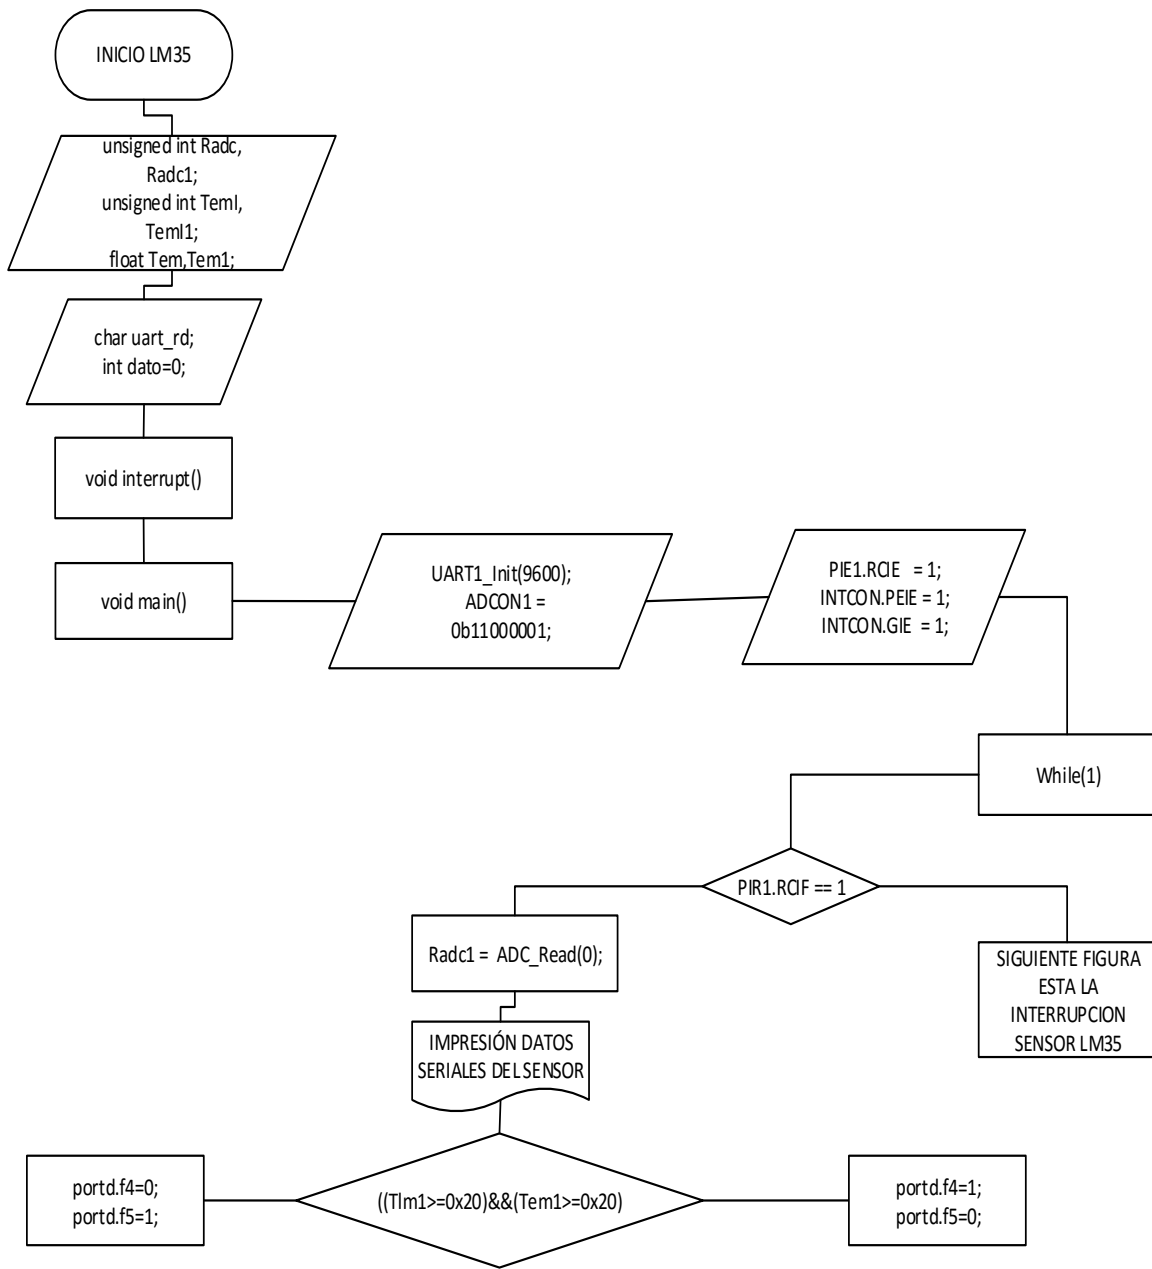 INICIO LM35
unsigned int Radc,
Radc1;
unsigned int TemI,
TemI1;
float Tem,Tem1;
char uart_rd;
int dato=0;
void interrupt()
void main()
UART1_Init(9600);
ADCON1 =
0b11000001;
PIE1.RCIE = 1;
INTCON.PEIE = 1;
INTCON.GIE = 1;
While(1)
PIR1.RCIF == 1
Radc1 = ADC_Read(0);
SIGUIENTE FIGURA
ESTA LA
INTERRUPCION
SENSOR LM35
IMPRESIÓN DATOS
SERIALES DEL SENSOR
portd.f4=0;
portd.f5=1;
((Tlm1>=0x20)&&(Tem1>=0x20)
portd.f4=1;
portd.f5=0;